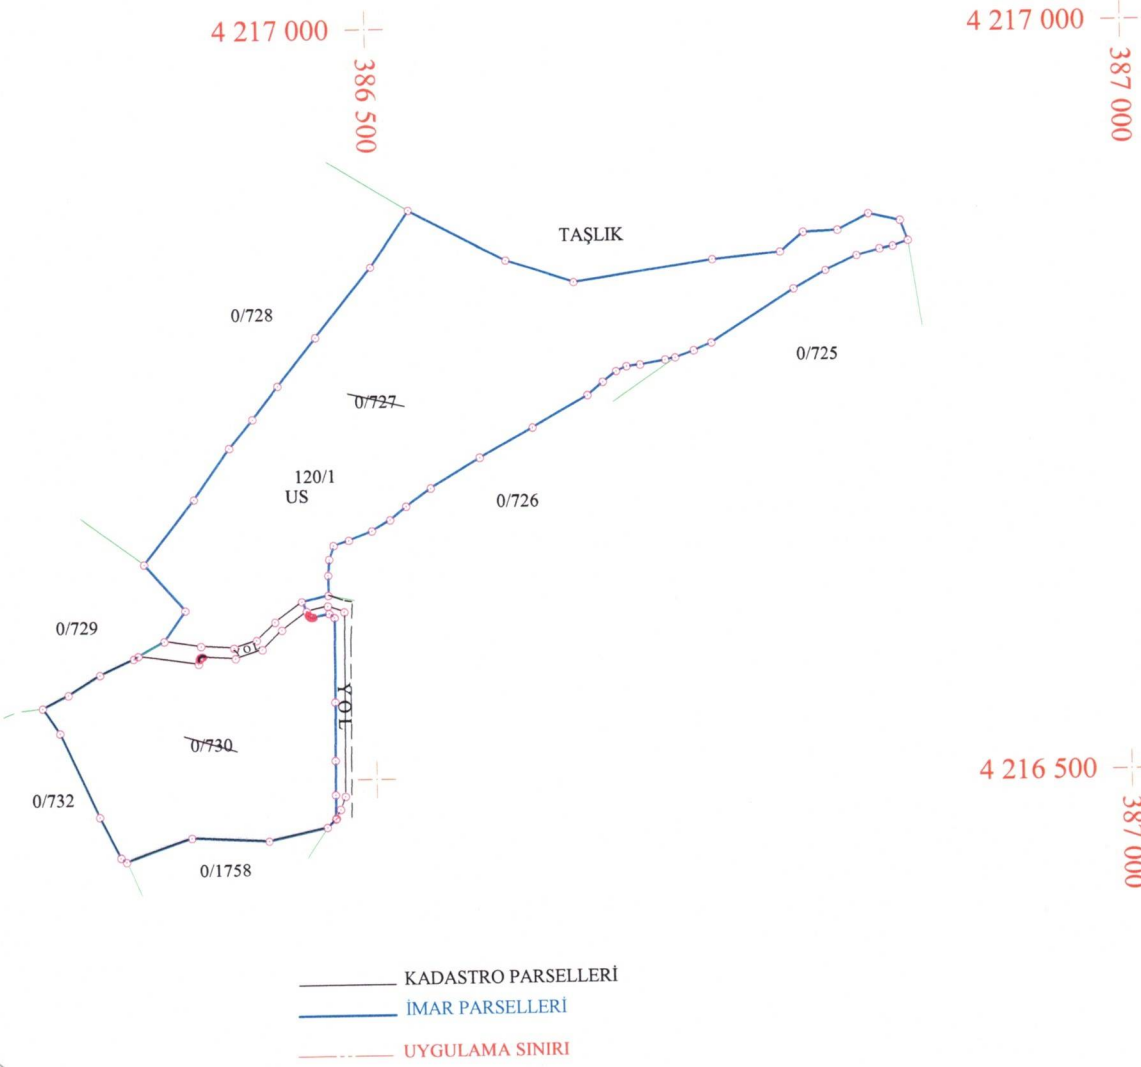 4 217 000
386 500
4 217 000
387 000
TAŞLIK
0/728
0/725
0/727
120/1
US
0/726
0/729
YOL
YOL
0/730
4 216 500
387 000
0/732
0/1758
KADASTRO PARSELLERİ
İMAR PARSELLERİ
UYGULAMA SINIRI